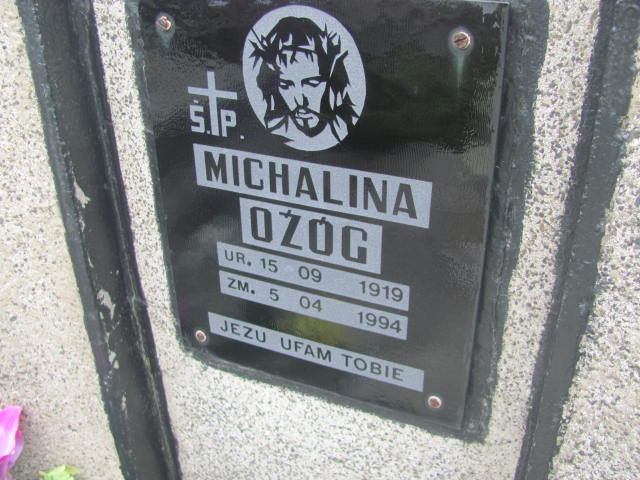 Ś.P.
MICHALINA
OŻÓG
UR. 15 09 1919
ZM. 5 04 1994
JEZU UFAM TOBIE